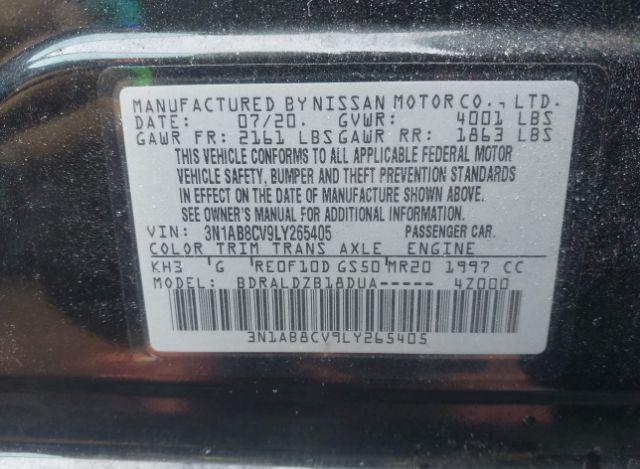 MANUFACTURED BY NISSAN MOTOR CO., LTD.
DATE: 07/20. GVWR: 4001 LBS
GAWR FR: 2161 LBS GAWR RR: 1863 LBS
THIS VEHICLE CONFORMS TO ALL APPLICABLE FEDERAL MOTOR
VEHICLE SAFETY, BUMPER AND THEFT PREVENTION STANDARDS
IN EFFECT ON THE DATE OF MANUFACTURE SHOWN ABOVE.
SEE OWNER'S MANUAL FOR ADDITIONAL INFORMATION.
VIN: 3N1AB8CV9LY265405 PASSENGER CAR.
COLOR TRIM TRANS AXLE ENGINE
KH3 G RE0F10D GS50 MR20 1997 CC
MODEL: BDRALDZB18DUA----- 4Z000
3N1AB8CV9LY265405